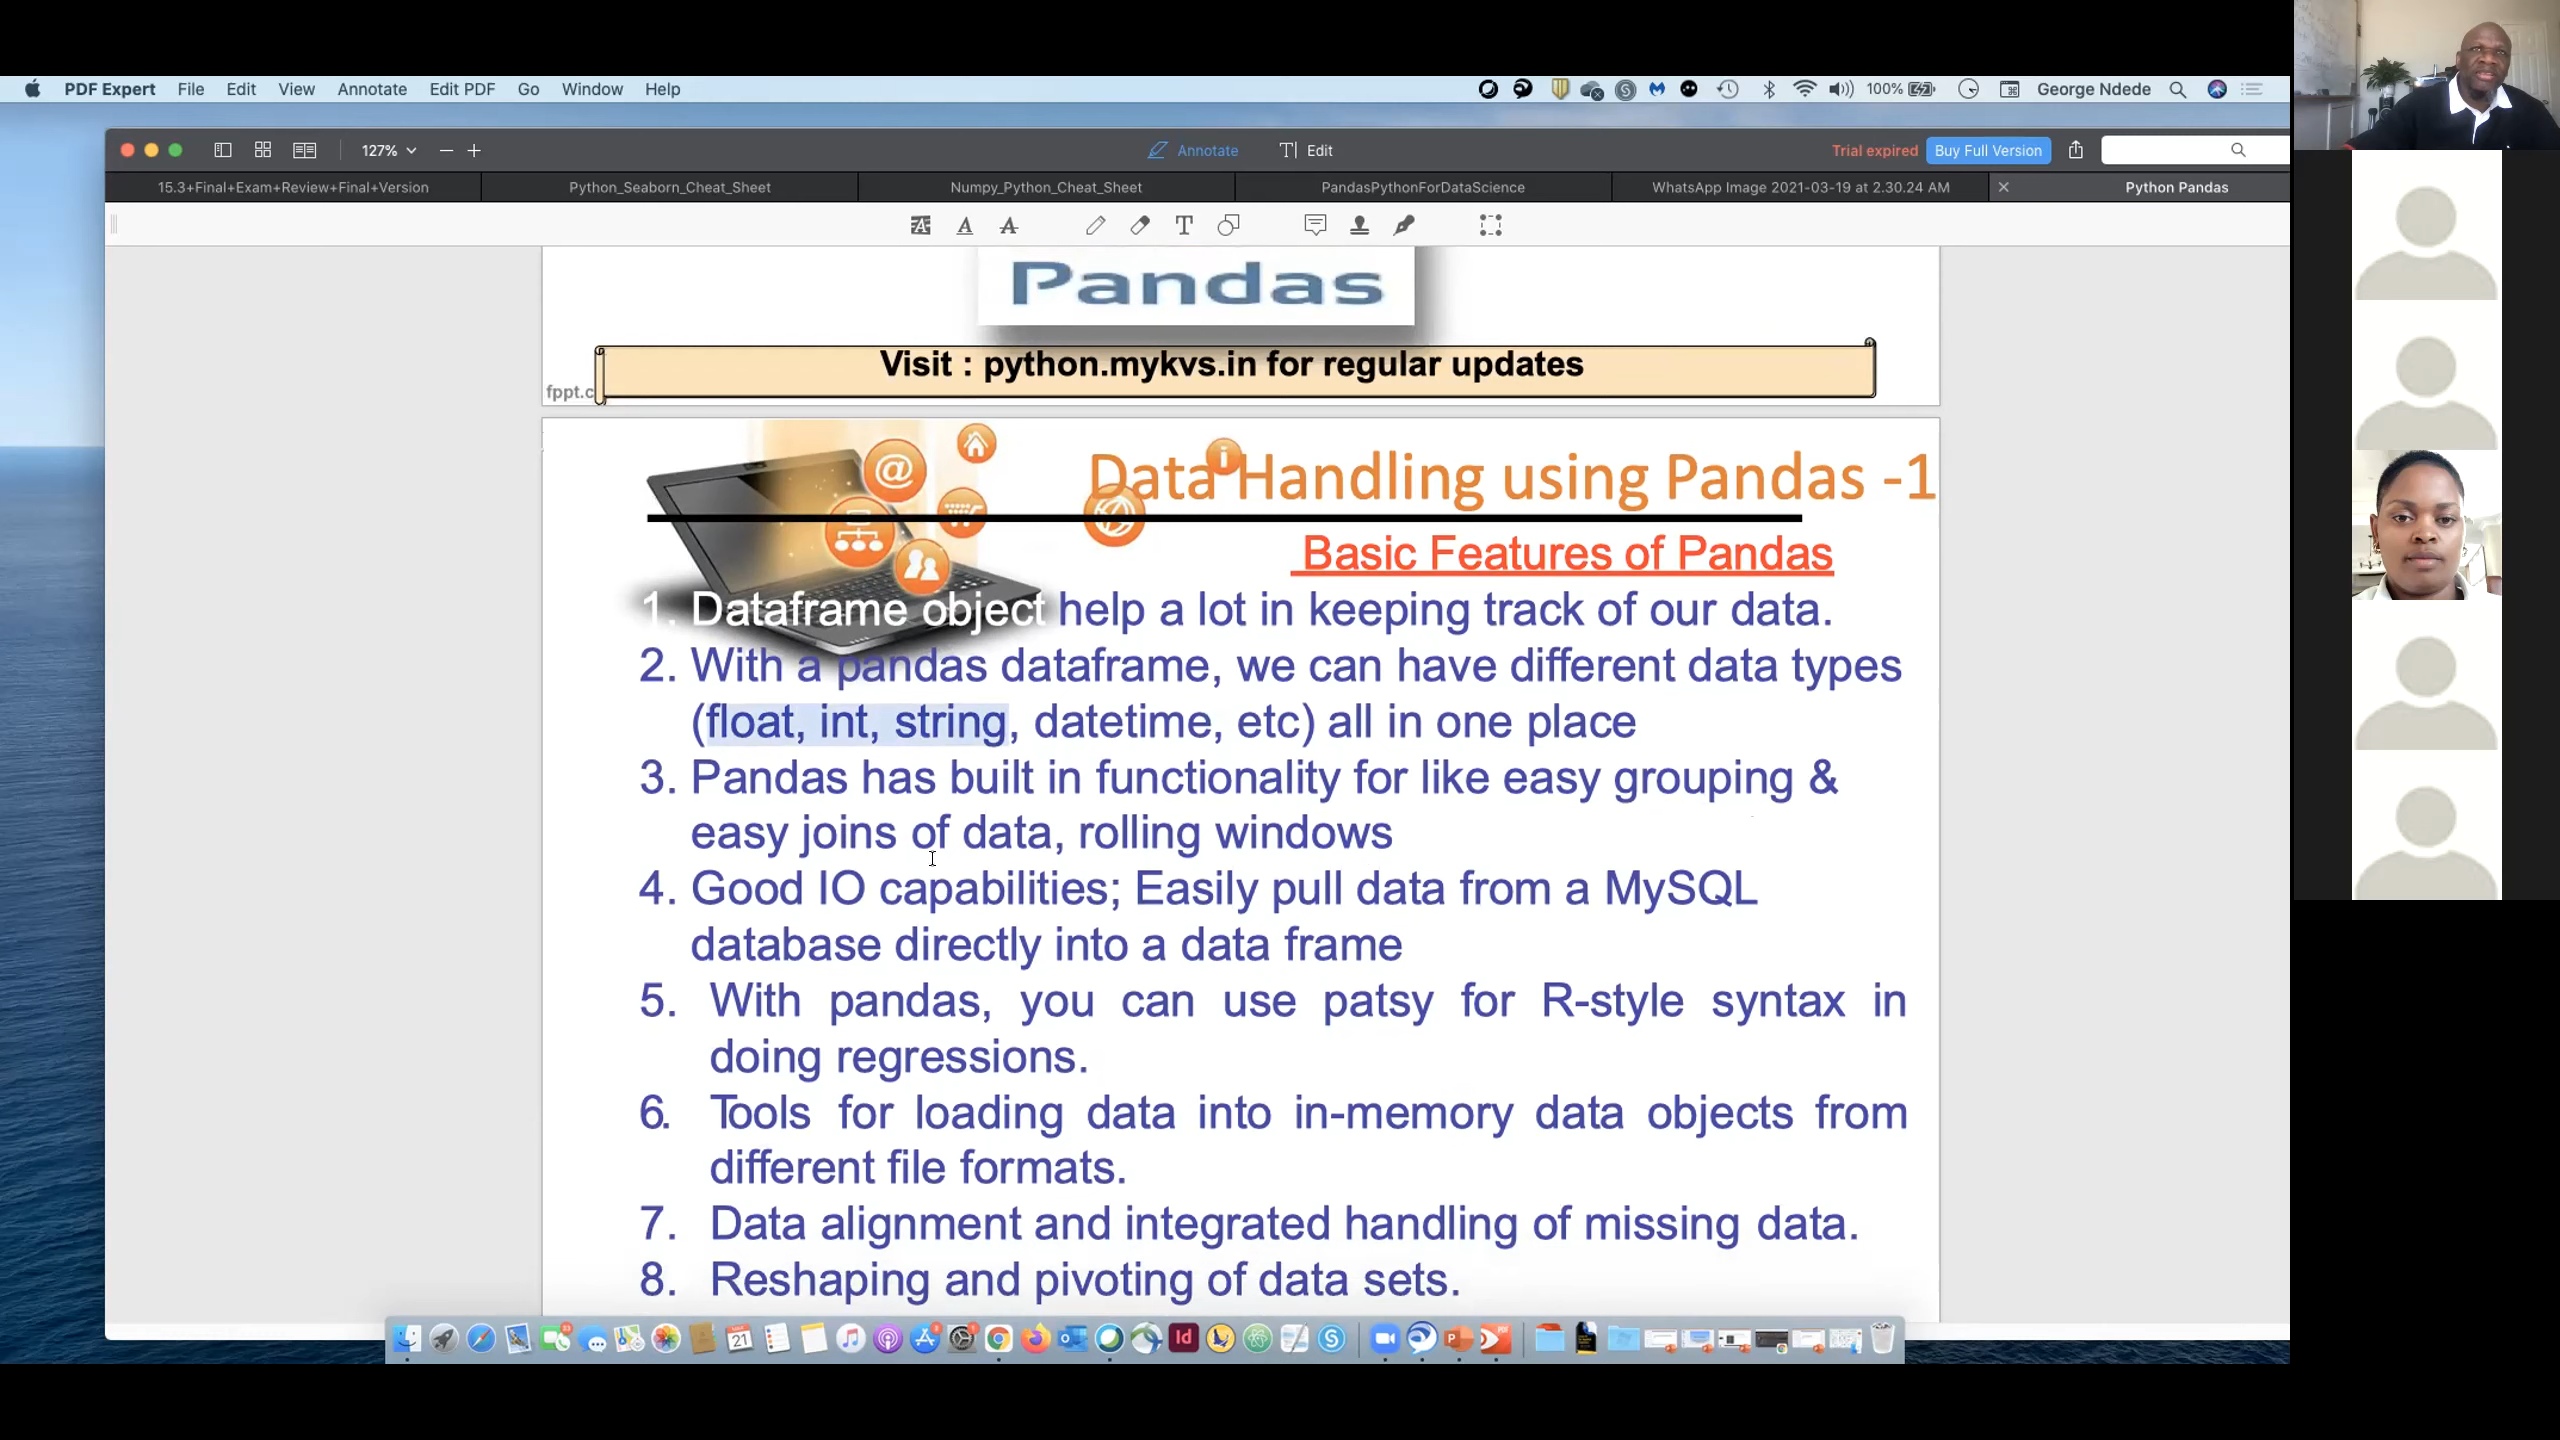 PDF Expert File Edit View Annotate Edit PDF Go Window Help 100% George Ndede
127% Annotate Edit Trial expired Buy Full Version
15.3+Final+Exam+Review+Final+Version Python_Seaborn_Cheat_Sheet Numpy_Python_Cheat_Sheet PandasPythonForDataScience WhatsApp Image 2021-03-19 at 2.30.24 AM Python Pandas
Pandas
Visit : python.mykvs.in for regular updates
fppt.c
Data Handling using Pandas -1
Basic Features of Pandas
1. Dataframe object help a lot in keeping track of our data.
2. With a pandas dataframe, we can have different data types
(float, int, string, datetime, etc) all in one place
3. Pandas has built in functionality for like easy grouping &
easy joins of data, rolling windows
4. Good IO capabilities; Easily pull data from a MySQL
database directly into a data frame
5. With pandas, you can use patsy for R-style syntax in
doing regressions.
6. Tools for loading data into in-memory data objects from
different file formats.
7. Data alignment and integrated handling of missing data.
8. Reshaping and pivoting of data sets.
21 Id